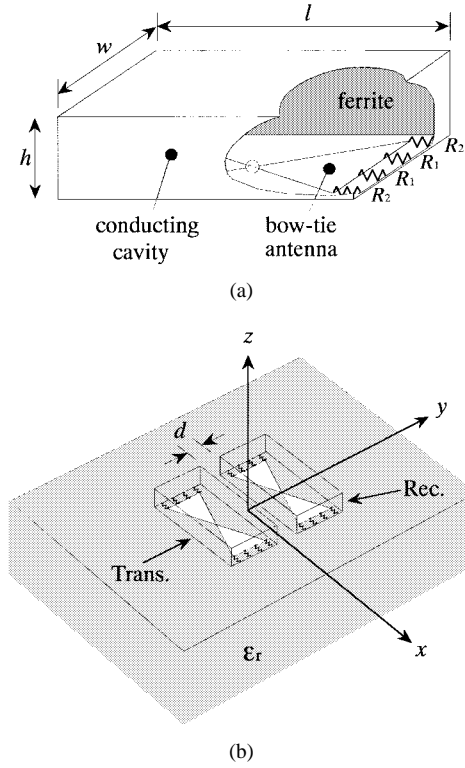 l
w
h
ferrite
R₂
R₁
R₁
R₂
conducting
cavity
bow-tie
antenna
(a)
z
y
d
Rec.
Trans.
x
εr
(b)